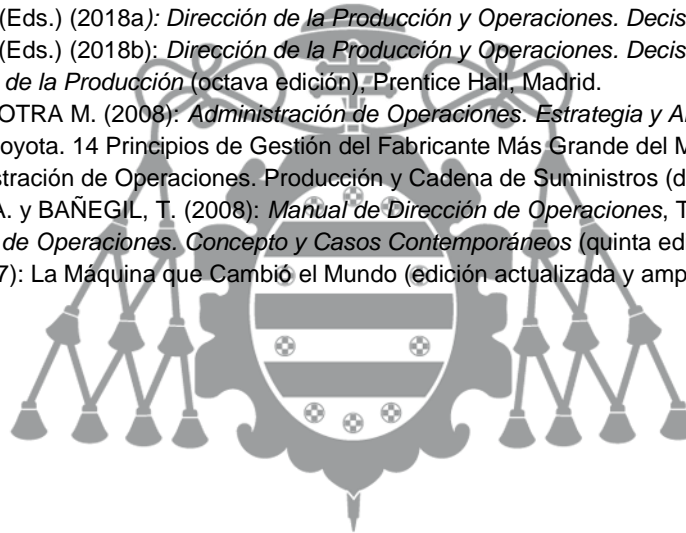 (Eds.) (2018a): Dirección de la Producción y Operaciones. Decis
(Eds.) (2018b): Dirección de la Producción y Operaciones. Decis
de la Producción (octava edición), Prentice Hall, Madrid.
OTRA M. (2008): Administración de Operaciones. Estrategia y A
oyota. 14 Principios de Gestión del Fabricante Más Grande del M
stración de Operaciones. Producción y Cadena de Suministros (d
A. y BAÑEGIL, T. (2008): Manual de Dirección de Operaciones, T
de Operaciones. Concepto y Casos Contemporáneos (quinta ed
7): La Máquina que Cambió el Mundo (edición actualizada y amp